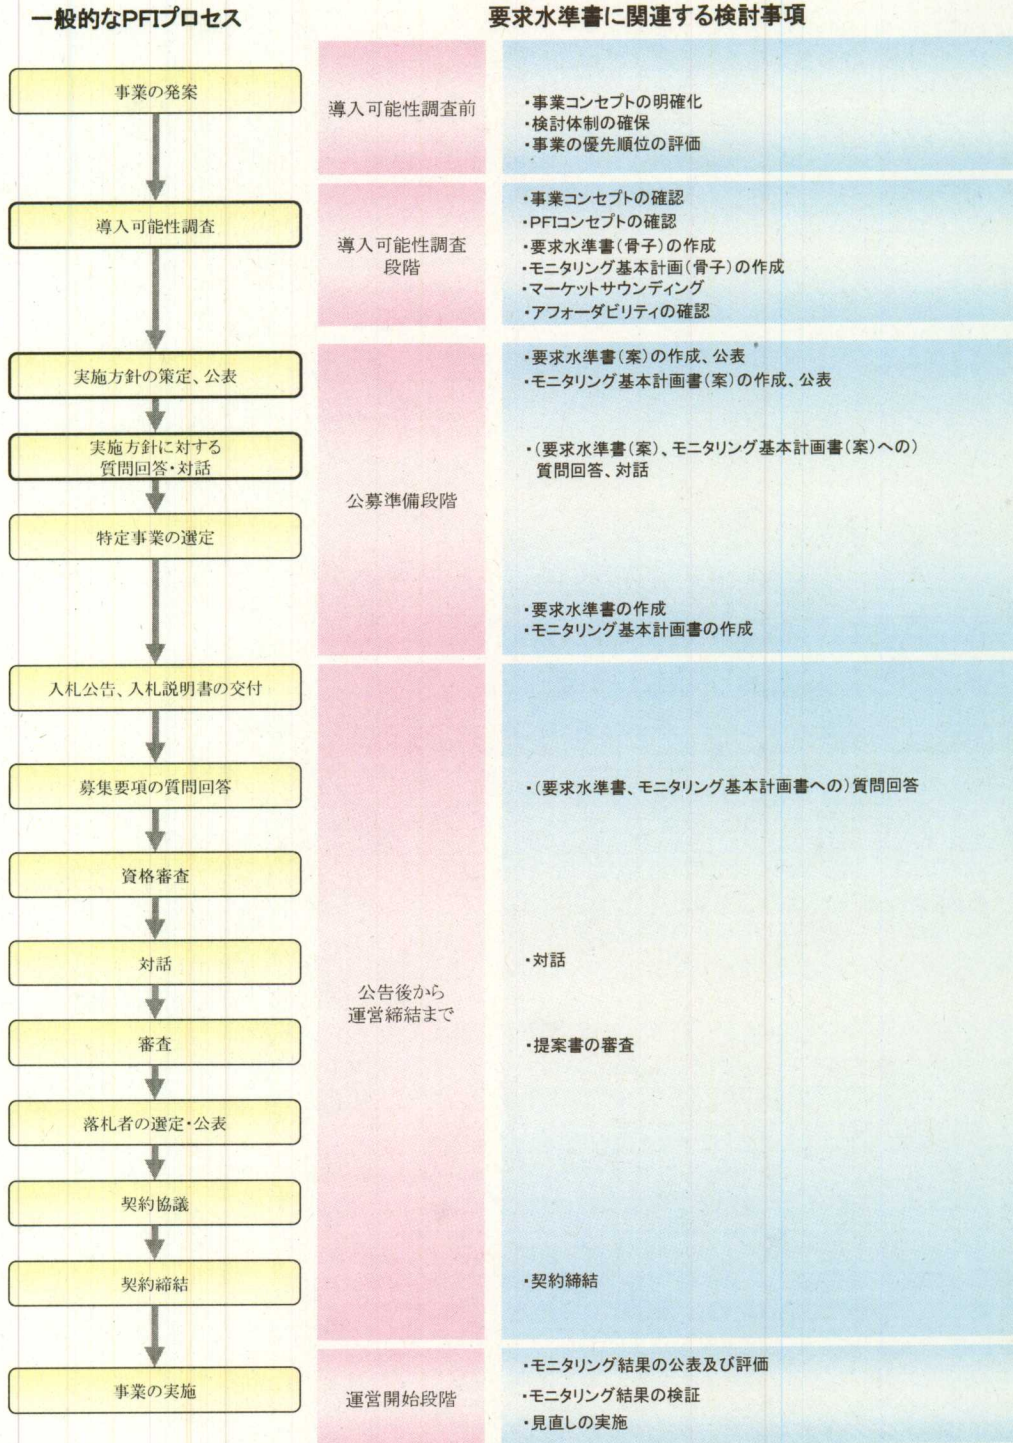 一般的なPFIプロセス
要求水準書に関連する検討事項
事業の発案
導入可能性調査
実施方針の策定、公表
実施方針に対する
質問回答・対話
特定事業の選定
入札公告、入札説明書の交付
募集要項の質問回答
資格審査
対話
審査
落札者の選定・公表
契約協議
契約締結
事業の実施
導入可能性調査前
・事業コンセプトの明確化
・検討体制の確保
・事業の優先順位の評価
導入可能性調査
段階
・事業コンセプトの確認
・PFIコンセプトの確認
・要求水準書(骨子)の作成
・モニタリング基本計画(骨子)の作成
・マーケットサウンディング
・アフォーダビリティの確認
公募準備段階
・要求水準書(案)の作成、公表
・モニタリング基本計画書(案)の作成、公表
・(要求水準書(案)、モニタリング基本計画書(案)への)
質問回答、対話
・要求水準書の作成
・モニタリング基本計画書の作成
公告後から
運営締結まで
・(要求水準書、モニタリング基本計画書への)質問回答
・対話
・提案書の審査
・契約締結
運営開始段階
・モニタリング結果の公表及び評価
・モニタリング結果の検証
・見直しの実施